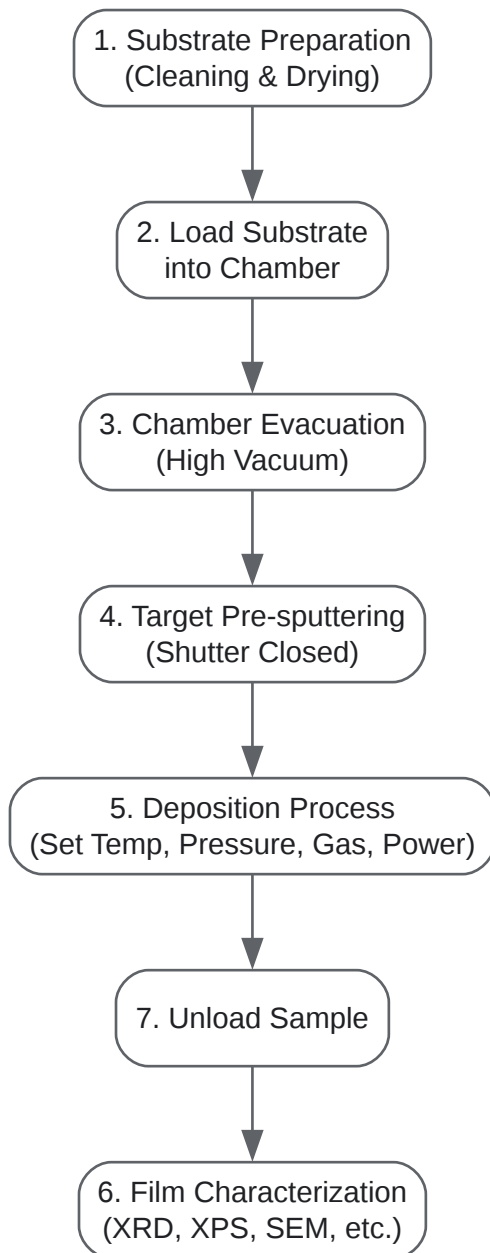 1. Substrate Preparation
(Cleaning & Drying)
2. Load Substrate
into Chamber
3. Chamber Evacuation
(High Vacuum)
4. Target Pre-sputtering
(Shutter Closed)
5. Deposition Process
(Set Temp, Pressure, Gas, Power)
7. Unload Sample
6. Film Characterization
(XRD, XPS, SEM, etc.)